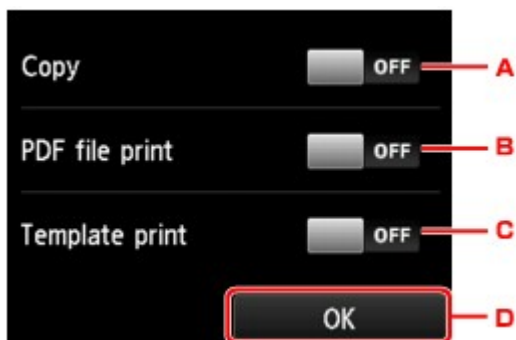 Copy OFF A
PDF file print OFF B
Template print OFF C
OK D